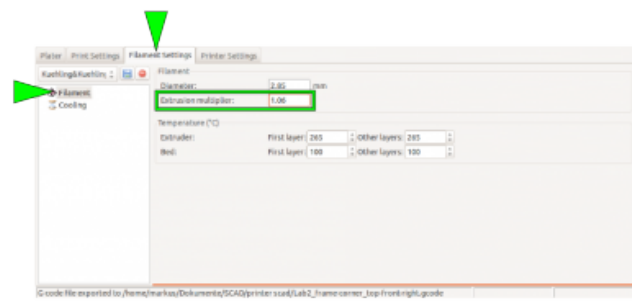 Plater Print Settings Filament Settings Printer Settings
Kuehling&Kuehling
Filament
Cooling
Filament
Diameter: 2.85 mm
Extrusion multiplier: 1.06
Temperature (°C)
Extruder: First layer: 265 Other layers: 265
Bed: First layer: 100 Other layers: 100
G-code file exported to /home/markus/Dokumente/SCAD/printer scad/Lab2_frame-corner_top-frontright.gcode